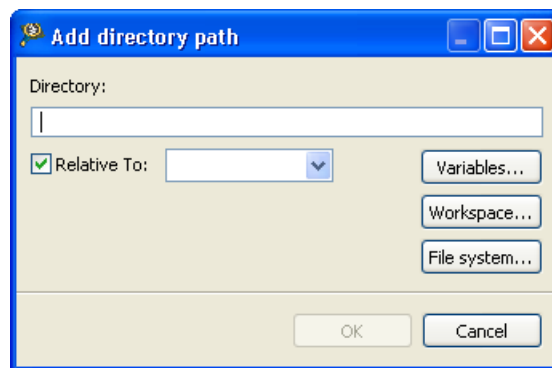 Add directory path
Directory:
Relative To:
Variables...
Workspace...
File system...
OK
Cancel